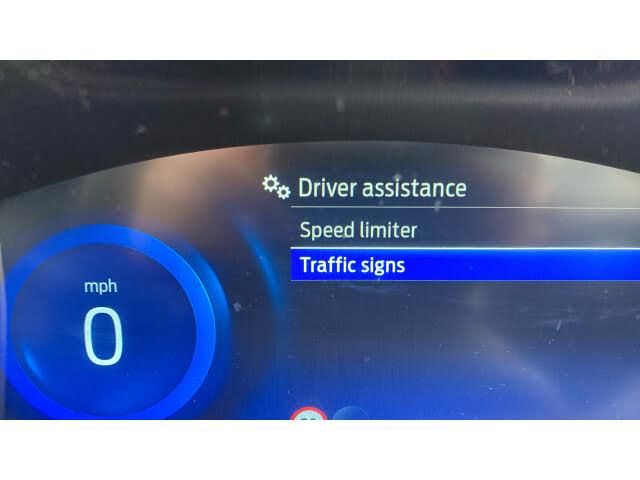 Driver assistance
Speed limiter
Traffic signs
mph
0